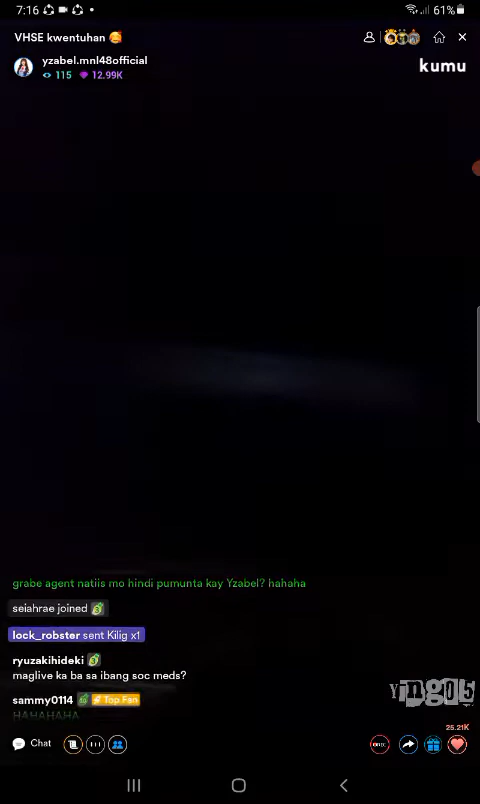 7:16
61%
VHSE kwentuhan 🥰
yzabel.mnl48official
115 12.99K
kumu
grabe agent natiis mo hindi pumunta kay Yzabel? hahaha
seiahrae joined
lock_robster sent Kilig x1
ryuzakihideki
maglive ka ba sa ibang soc meds?
sammy0114 Top Fan
HAHAHAHA
YINGO5
25.21K
Chat